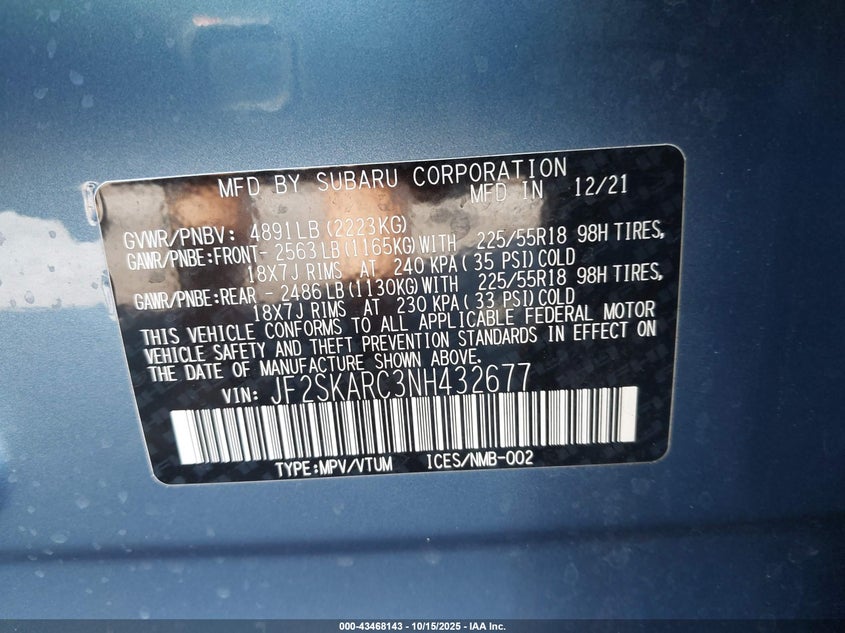 MFD BY SUBARU CORPORATION
MFD IN 12/21
GVWR/PNBV: 4891LB (2223KG)
GAWR/PNBE:FRONT- 2563LB(1165KG)WITH 225/55R18 98H TIRES,
18X7J RIMS AT 240 KPA( 35 PSI)COLD
GAWR/PNBE:REAR - 2486LB(1130KG)WITH 225/55R18 98H TIRES,
18X7J RIMS AT 230 KPA( 33 PSI)COLD
THIS VEHICLE CONFORMS TO ALL APPLICABLE FEDERAL MOTOR
VEHICLE SAFETY AND THEFT PREVENTION STANDARDS IN EFFECT ON
THE DATE OF MANUFACTURE SHOWN ABOVE.
VIN: JF2SKARC3NH432677
TYPE:MPV/VTUM ICES/NMB-002
000-43468143 - 10/15/2025 - IAA Inc.